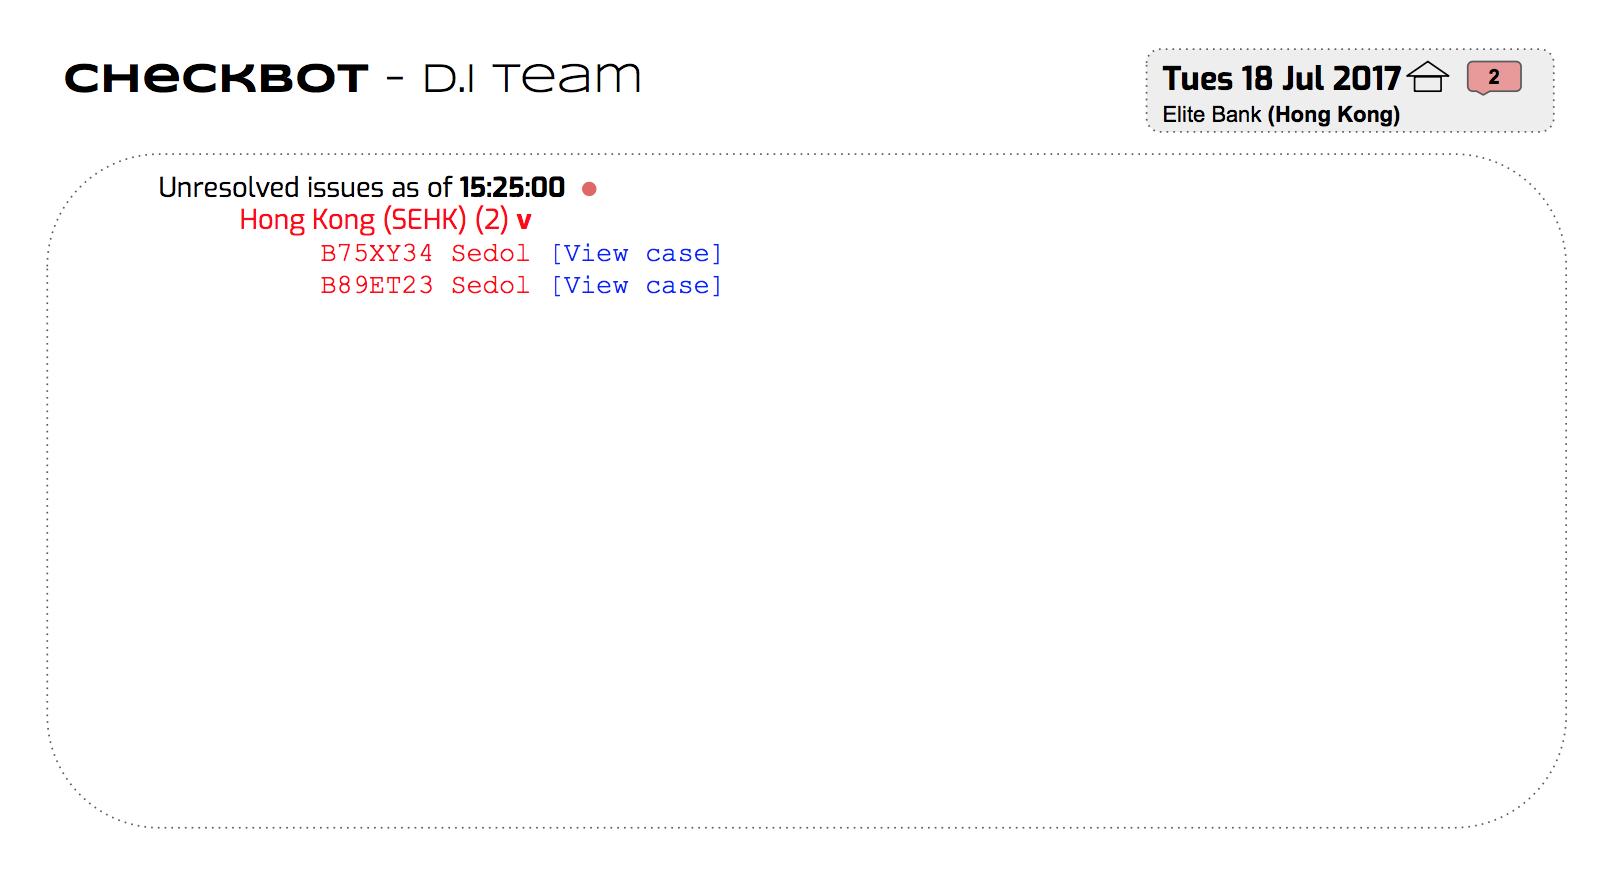 CHeCKBOT - D.I Team
Tues 18 Jul 2017
2
Elite Bank (Hong Kong)
Unresolved issues as of 15:25:00
Hong Kong (SEHK) (2) v
B75XY34 Sedol [View case]
B89ET23 Sedol [View case]